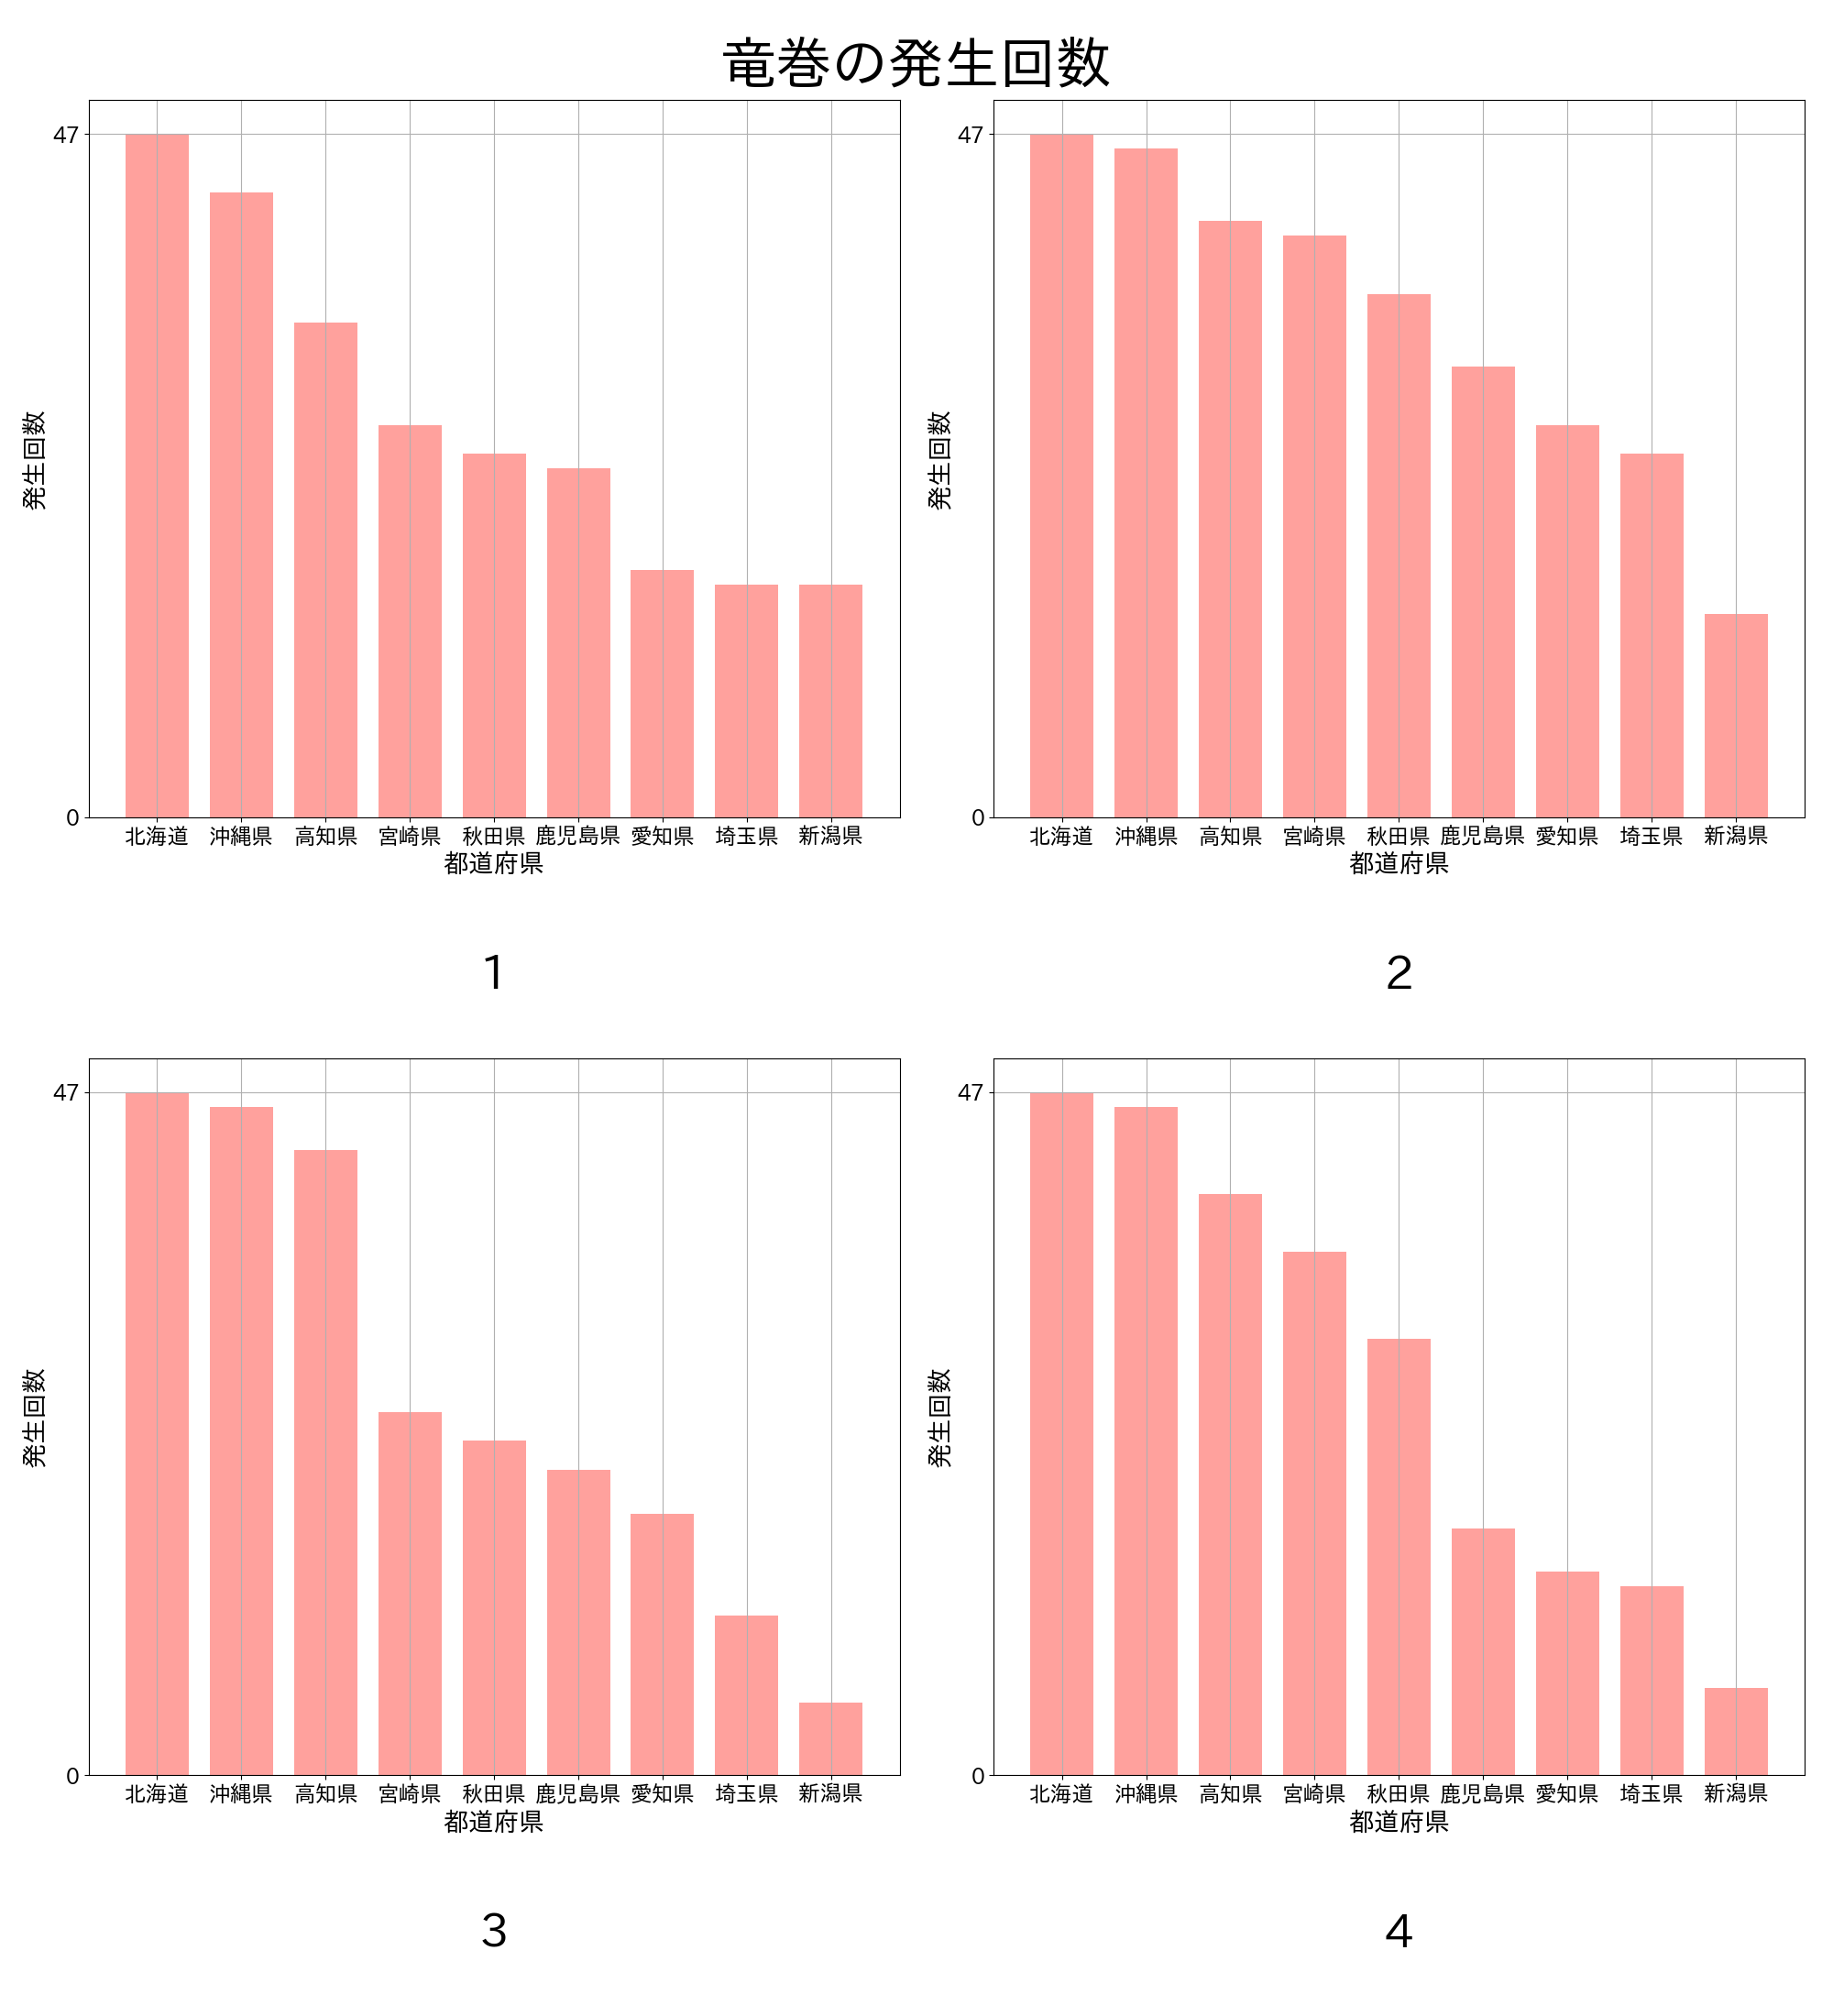 竜巻の発生回数
47
0
発生回数
北海道 沖縄県 高知県 宮崎県 秋田県 鹿児島県 愛知県 埼玉県 新潟県
都道府県
1
47
0
発生回数
北海道 沖縄県 高知県 宮崎県 秋田県 鹿児島県 愛知県 埼玉県 新潟県
都道府県
2
47
0
発生回数
北海道 沖縄県 高知県 宮崎県 秋田県 鹿児島県 愛知県 埼玉県 新潟県
都道府県
3
47
0
発生回数
北海道 沖縄県 高知県 宮崎県 秋田県 鹿児島県 愛知県 埼玉県 新潟県
都道府県
4